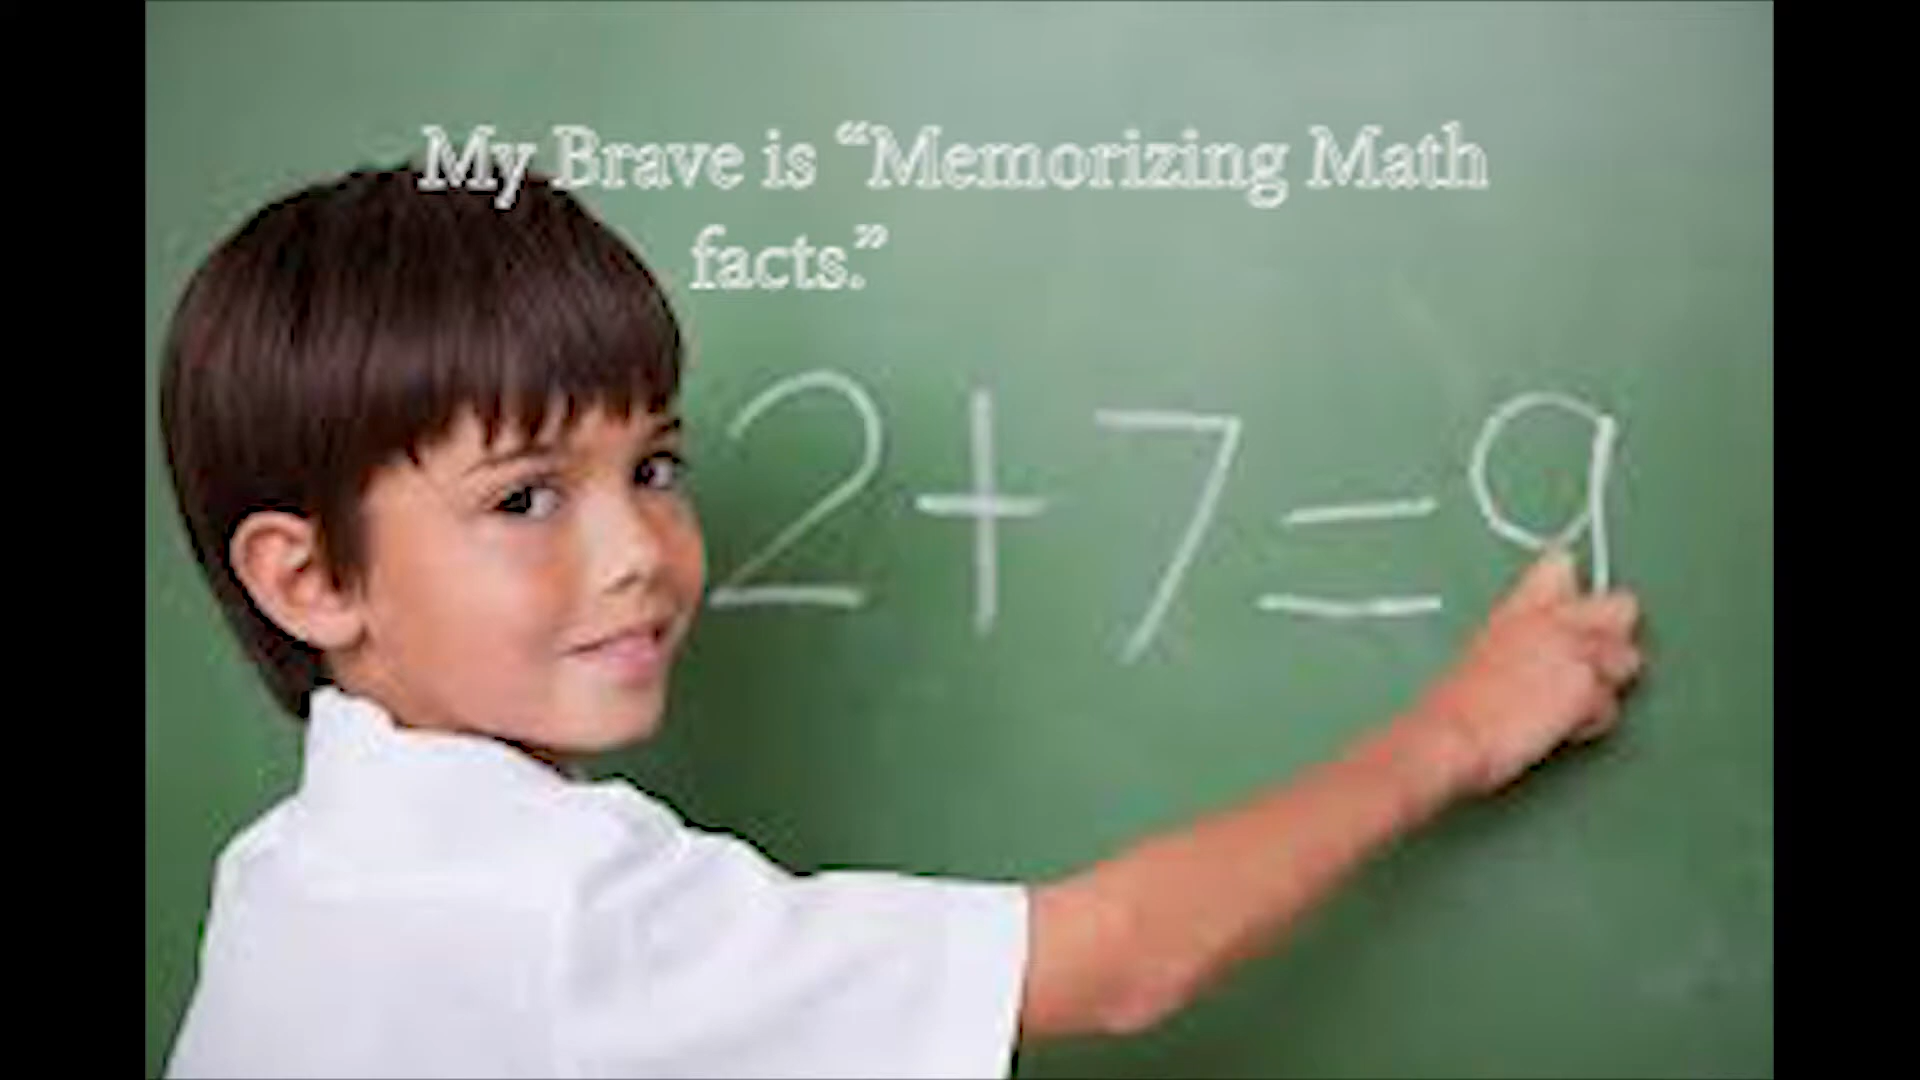 My Brave is “Memorizing Math
facts.”
2+7=9